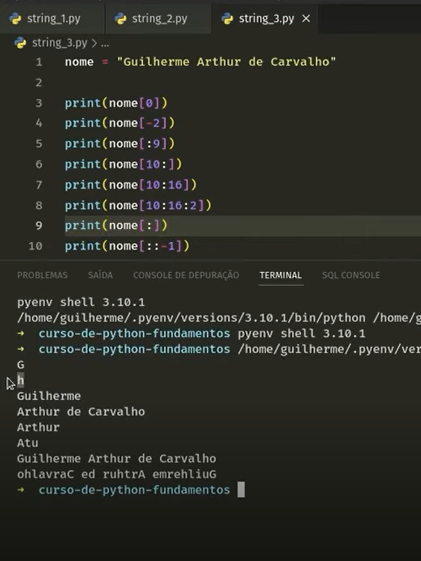 string_1.py string_2.py string_3.py
string_3.py > ...
1 nome = "Guilherme Arthur de Carvalho"
2
3 print(nome[0])
4 print(nome[-2])
5 print(nome[:9])
6 print(nome[10:])
7 print(nome[10:16])
8 print(nome[10:16:2])
9 print(nome[:])
10 print(nome[::-1])
PROBLEMAS SAÍDA CONSOLE DE DEPURAÇÃO TERMINAL SQL CONSOLE
pyenv shell 3.10.1
/home/guilherme/.pyenv/versions/3.10.1/bin/python /home/g
→ curso-de-python-fundamentos pyenv shell 3.10.1
→ curso-de-python-fundamentos /home/guilherme/.pyenv/ver
G
h
Guilherme
Arthur de Carvalho
Arthur
Atu
Guilherme Arthur de Carvalho
ohlavraC ed ruhtrA emrehliuG
→ curso-de-python-fundamentos